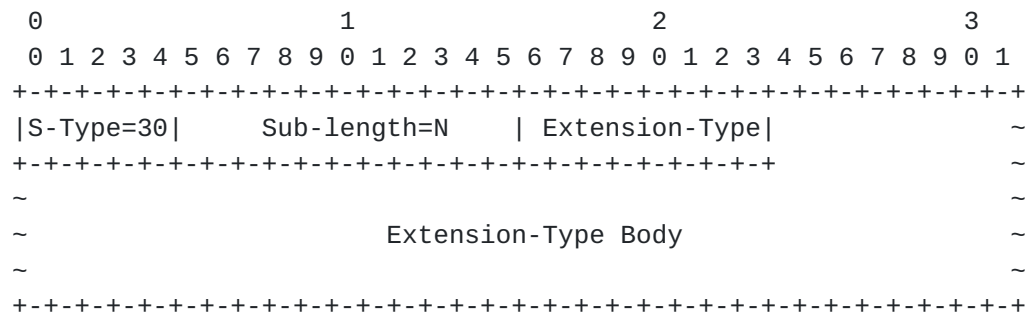 0                   1                   2                   3
 0 1 2 3 4 5 6 7 8 9 0 1 2 3 4 5 6 7 8 9 0 1 2 3 4 5 6 7 8 9 0 1
+-+-+-+-+-+-+-+-+-+-+-+-+-+-+-+-+-+-+-+-+-+-+-+-+-+-+-+-+-+-+-+-+
|S-Type=30|     Sub-length=N    | Extension-Type|               ~
+-+-+-+-+-+-+-+-+-+-+-+-+-+-+-+-+-+-+-+-+-+-+-+-+               ~
~                                                               ~
~                       Extension-Type Body                     ~
~                                                               ~
+-+-+-+-+-+-+-+-+-+-+-+-+-+-+-+-+-+-+-+-+-+-+-+-+-+-+-+-+-+-+-+-+